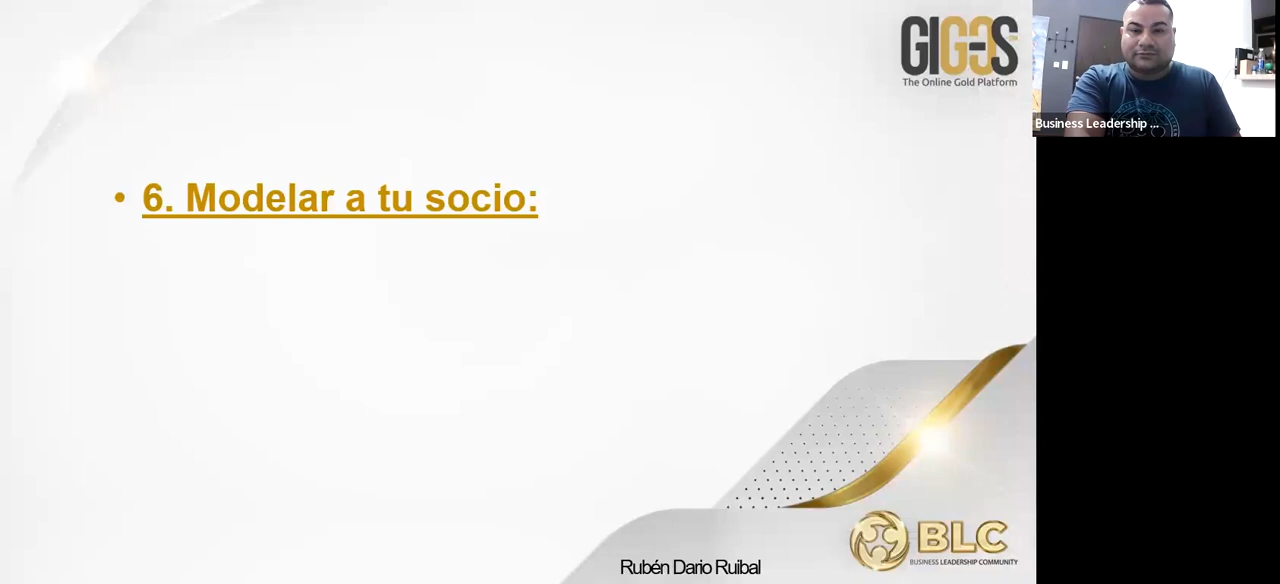 GIGOS
The Online Gold Platform
Business Leadership ...
• 6. Modelar a tu socio:
BLC
BUSINESS LEADERSHIP COMMUNITY
Rubén Dario Ruibal